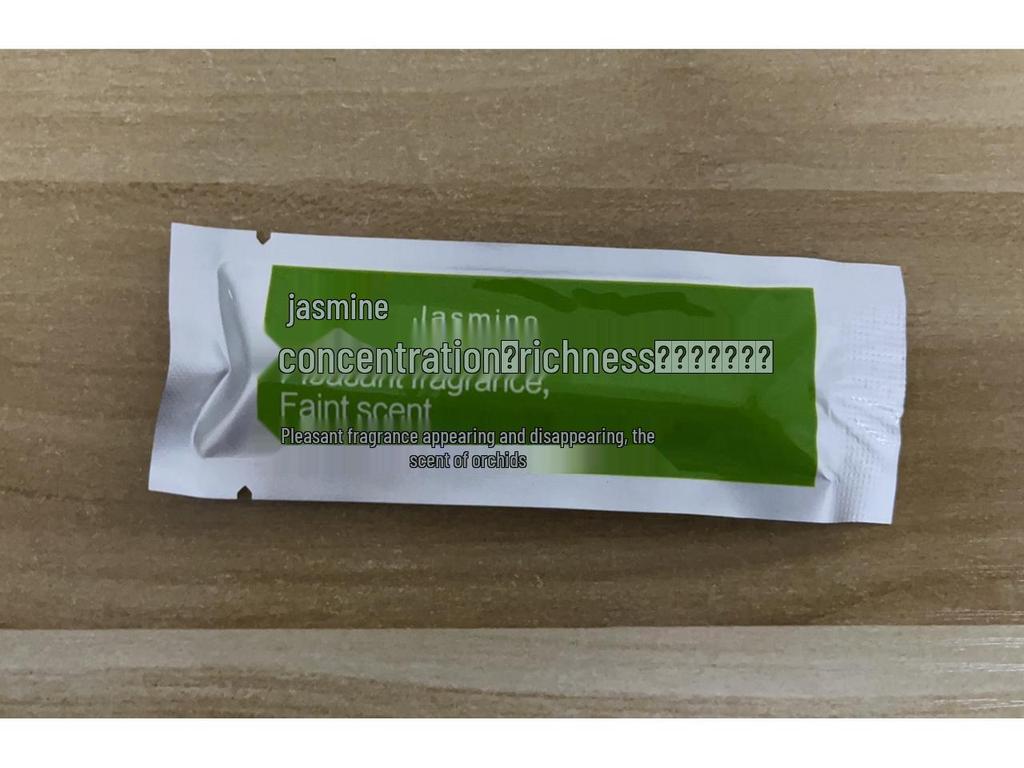 jasmine
Jasmine
concentration richness
fragrance,
Faint scent
Pleasant fragrance appearing and disappearing, the
scent of orchids